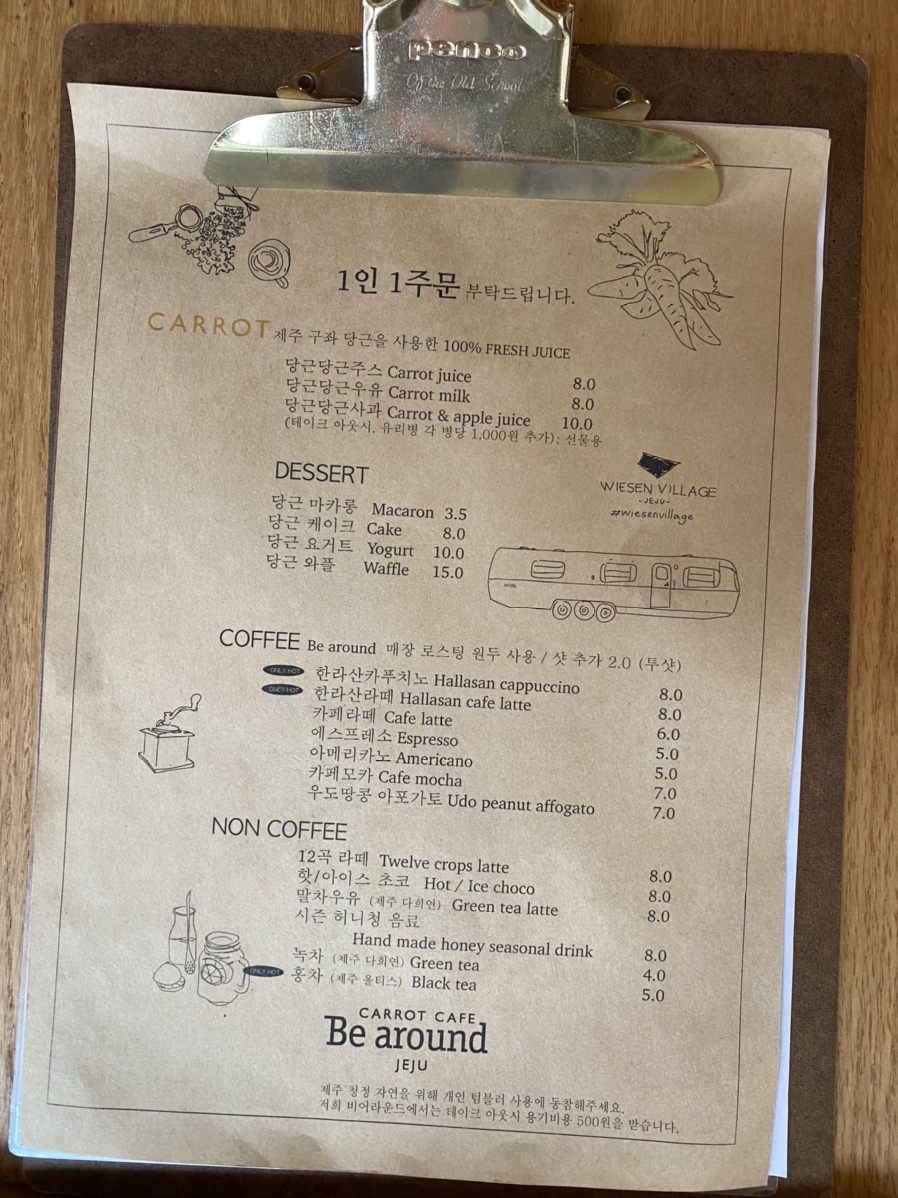 penco
Of the Old School
1인 1주문 부탁드립니다.
CARROT 제주 구좌 당근을 사용한 100% FRESH JUICE
당근당근주스 Carrot juice 8.0
당근당근우유 Carrot milk 8.0
당근당근사과 Carrot & apple juice 10.0
(테이크 아웃시, 유리병 각 병당 1,000원 추가); 선물용
DESSERT
당근 마카롱 Macaron 3.5
당근 케이크 Cake 8.0
당근 요거트 Yogurt 10.0
당근 와플 Waffle 15.0
WIESEN VILLAGE
-JEJU-
#wiesenvillage
COFFEE Be around 매장 로스팅 원두 사용 / 샷 추가 2.0 (투샷)
ONLY HOT 한라산카푸치노 Hallasan cappuccino 8.0
ONLY HOT 한라산라떼 Hallasan cafe latte 8.0
카페라떼 Cafe latte 6.0
에스프레소 Espresso 5.0
아메리카노 Americano 5.0
카페모카 Cafe mocha 7.0
우도땅콩 아포가토 Udo peanut affogato 7.0
NON COFFEE
12곡 라떼 Twelve crops latte 8.0
핫/아이스 초코 Hot / Ice choco 8.0
말차우유 (제주 다희연) Green tea latte 8.0
시즌 허니청 음료
Hand made honey seasonal drink 8.0
녹차 (제주 다희연) Green tea 4.0
ONLY HOT 홍차 (제주 올티스) Black tea 5.0
CARROT CAFE
Be around
JEJU
제주 청정 자연을 위해 개인 텀블러 사용에 동참해주세요.
저희 비어라운드에서는 테이크 아웃시 용기비용 500원을 받습니다.